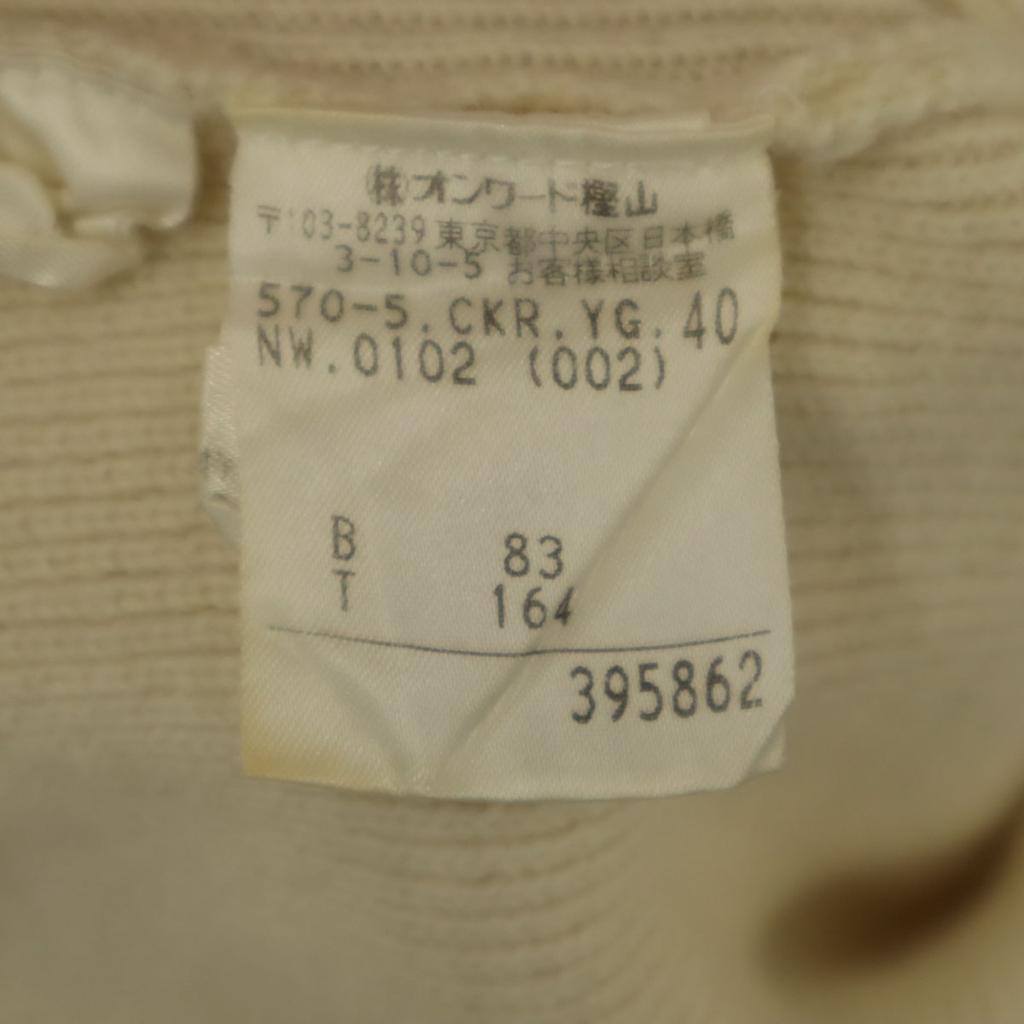 (株)オンワード樫山
〒103-8239 東京都中央区日本橋
3-10-5 お客様相談室
570-5.CKR.YG.40
NW.0102 (002)
B 83
T 164
395862